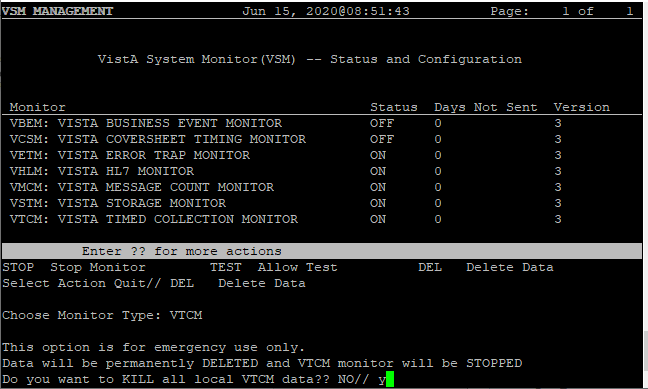 VSM MANAGEMENT Jun 15, 2020@08:51:43 Page: 1 of 1
VistA System Monitor(VSM) -- Status and Configuration
Monitor Status Days Not Sent Version
VBEM: VISTA BUSINESS EVENT MONITOR OFF 0 3
VCSM: VISTA COVERSHEET TIMING MONITOR OFF 0 3
VETM: VISTA ERROR TRAP MONITOR ON 0 3
VHLM: VISTA HL7 MONITOR ON 0 3
VMCM: VISTA MESSAGE COUNT MONITOR ON 0 3
VSTM: VISTA STORAGE MONITOR ON 0 3
VTCM: VISTA TIMED COLLECTION MONITOR ON 0 3
Enter ?? for more actions
STOP Stop Monitor TEST Allow Test DEL Delete Data
Select Action Quit// DEL Delete Data
Choose Monitor Type: VTCM
This option is for emergency use only.
Data will be permanently DELETED and VTCM monitor will be STOPPED
Do you want to KILL all local VTCM data?? NO// y